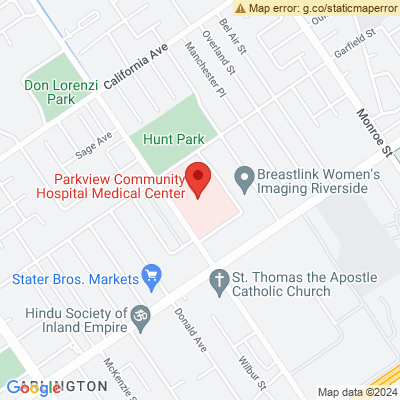 Map error: g.co/staticmaperror
Bel Air St
Overland St
Garfield St
California Ave
Manchester Pl
Don Lorenzi
Park
Monroe St
Sage Ave
Hunt Park
Parkview Community
Hospital Medical Center
Breastlink Women's
Imaging Riverside
Stater Bros. Markets
St. Thomas the Apostle
Catholic Church
Hindu Society of
Inland Empire
Donald Ave
Wilbur St
McKenzie St
ARLINGTON
Google
Map data ©2024